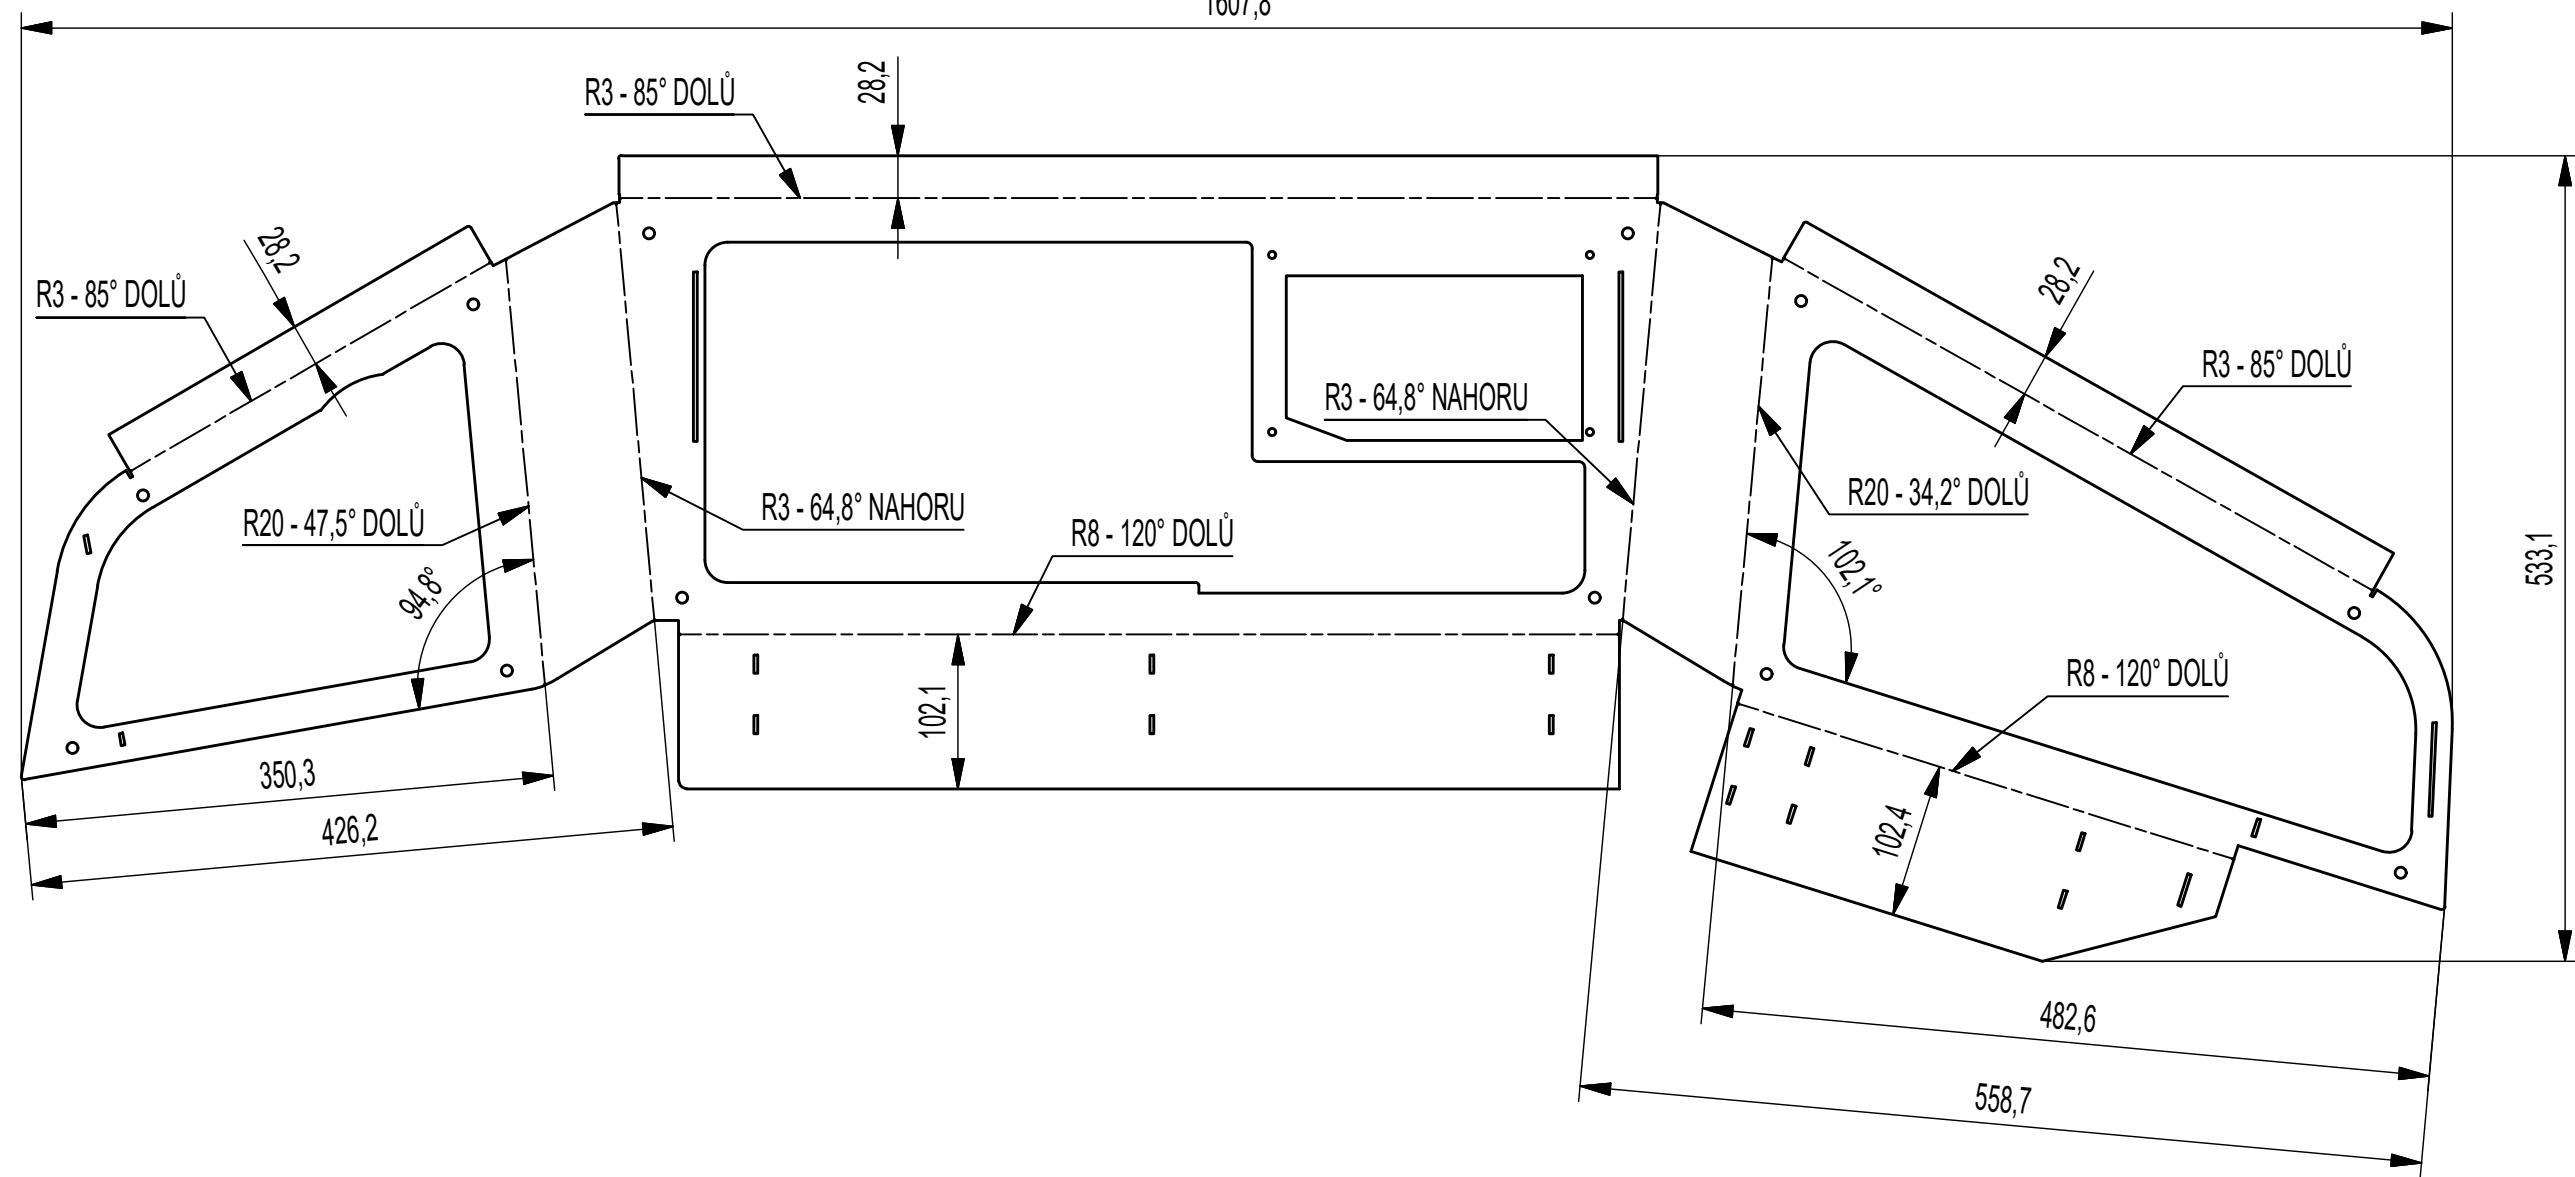 1607,8
R3 - 85° DOLŮ
28,2
28,2
R3 - 85° DOLŮ
28,2
R3 - 85° DOLŮ
R3 - 64,8° NAHORU
R20 - 34,2° DOLŮ
R3 - 64,8° NAHORU
R20 - 47,5° DOLŮ
R8 - 120° DOLŮ
533,1
102,1°
94,8°
R8 - 120° DOLŮ
102,1
350,3
426,2
102,4
482,6
558,7